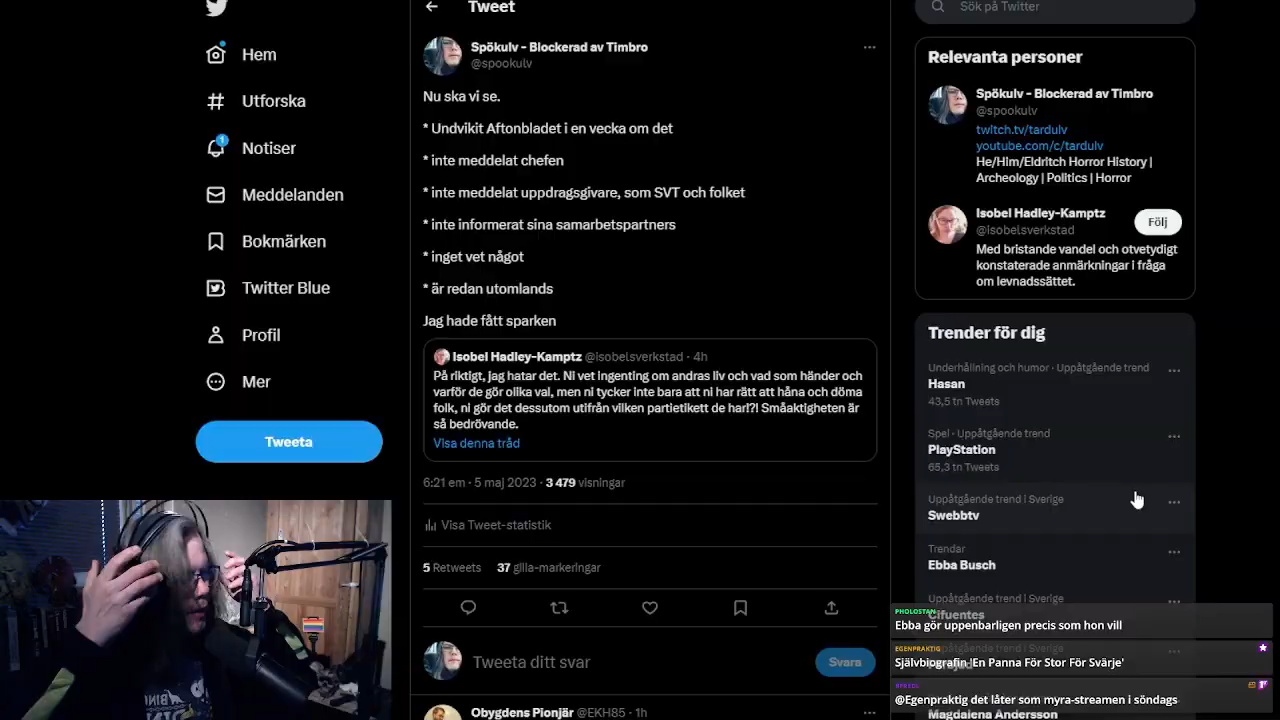 Tweet
Sök på Twitter
Hem
Utforska
1
Notiser
Meddelanden
Bokmärken
Twitter Blue
Profil
Mer
Tweeta
Spökulv - Blockerad av Timbro
@spookulv
Nu ska vi se.
* Undvikit Aftonbladet i en vecka om det
* inte meddelat chefen
* inte meddelat uppdragsgivare, som SVT och folket
* inte informerat sina samarbetspartners
* inget vet något
* är redan utomlands
Jag hade fått sparken
Isobel Hadley-Kamptz @isobelsverkstad · 4h
På riktigt, jag hatar det. Ni vet ingenting om andras liv och vad som händer och
varför de gör olika val, men ni tycker inte bara att ni har rätt att håna och döma
folk, ni gör det dessutom utifrån vilken partietikett de har!?! Småaktigheten är
så bedrövande.
Visa denna tråd
6:21 em · 5 maj 2023 · 3 479 visningar
Visa Tweet-statistik
5 Retweets 37 gilla-markeringar
Tweeta ditt svar
Svara
Obygdens Pionjär @EKH85 · 1h
Relevanta personer
Spökulv - Blockerad av Timbro
@spookulv
twitch.tv/tardulv
youtube.com/c/tardulv
He/Him/Eldritch Horror History |
Archeology | Politics | Horror
Isobel Hadley-Kamptz
@isobelsverkstad
Följ
Med bristande vandel och otvetydigt
konstaterade anmärkningar i fråga
om levnadssättet.
Trender för dig
Underhållning och humor · Uppåtgående trend
Hasan
43,5 tn Tweets
Spel · Uppåtgående trend
PlayStation
65,3 tn Tweets
Uppåtgående trend i Sverige
Swebbtv
Trendar
Ebba Busch
Uppåtgående trend i Sverige
Cifuentes
PHOLOSTAN
Ebba gör uppenbarligen precis som hon vill
EGENPRAKTIG
Självbiografin 'En Panna För Stor För Svärje'
@Egenpraktig det låter som myra-streamen i söndags
Magdalena Andersson